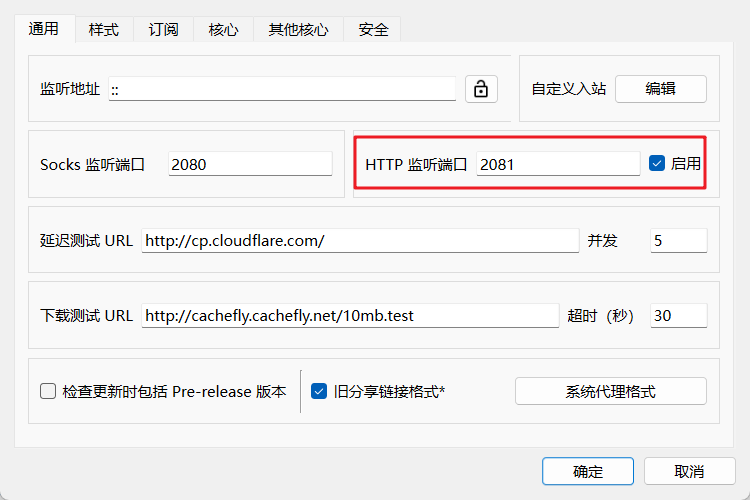 通用 样式 订阅 核心 其他核心 安全
监听地址 :: 自定义入站 编辑
Socks 监听端口 2080 HTTP 监听端口 2081 启用
延迟测试 URL http://cp.cloudflare.com/ 并发 5
下载测试 URL http://cachefly.cachefly.net/10mb.test 超时（秒） 30
检查更新时包括 Pre-release 版本 旧分享链接格式* 系统代理格式
确定 取消